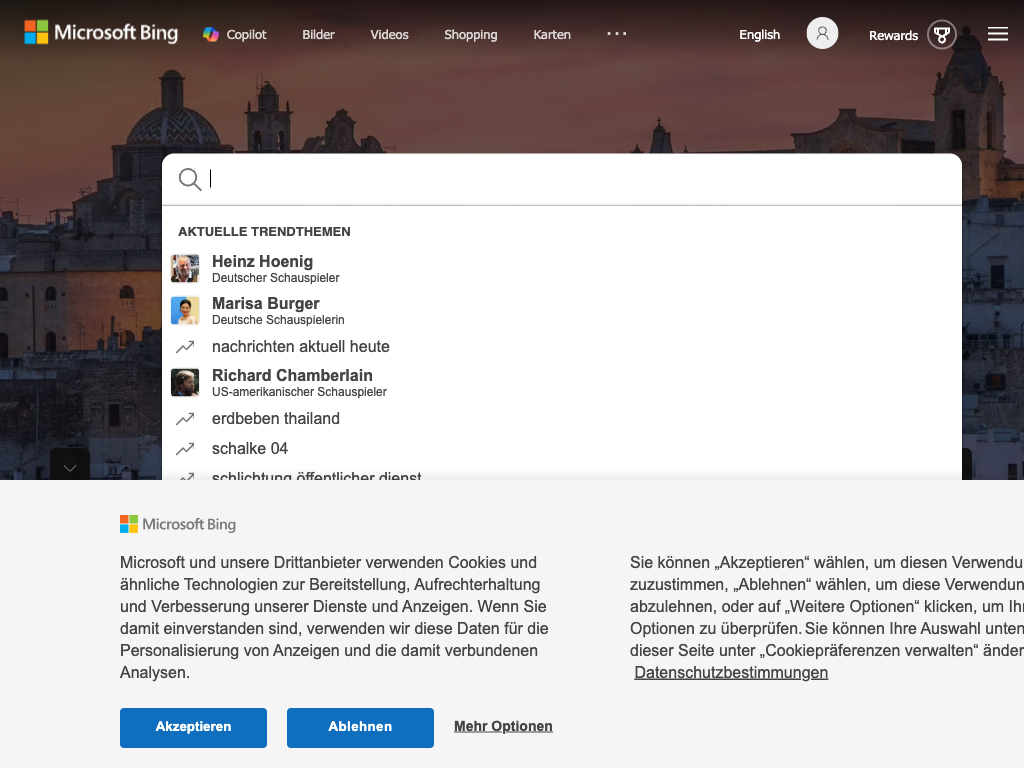 Microsoft Bing
Copilot
Bilder
Videos
Shopping
Karten
English
Rewards
AKTUELLE TRENDTHEMEN
Heinz Hoenig
Deutscher Schauspieler
Marisa Burger
Deutsche Schauspielerin
nachrichten aktuell heute
Richard Chamberlain
US-amerikanischer Schauspieler
erdbeben thailand
schalke 04
schlichtung öffentlicher dienst
Microsoft Bing
Microsoft und unsere Drittanbieter verwenden Cookies und
ähnliche Technologien zur Bereitstellung, Aufrechterhaltung
und Verbesserung unserer Dienste und Anzeigen. Wenn Sie
damit einverstanden sind, verwenden wir diese Daten für die
Personalisierung von Anzeigen und die damit verbundenen
Analysen.
Sie können „Akzeptieren“ wählen, um diesen Verwendu
zuzustimmen, „Ablehnen“ wählen, um diese Verwendun
abzulehnen, oder auf „Weitere Optionen“ klicken, um Ih
Optionen zu überprüfen. Sie können Ihre Auswahl unten
dieser Seite unter „Cookiepräferenzen verwalten“ änder
Datenschutzbestimmungen
Akzeptieren
Ablehnen
Mehr Optionen